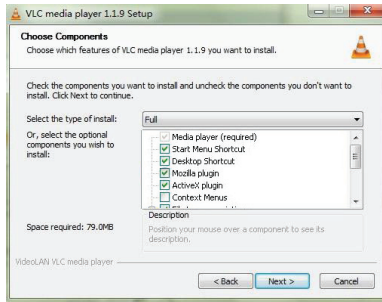 VLC media player 1.1.9 Setup
Choose Components
Choose which features of VLC media player 1.1.9 you want to install.
Check the components you want to install and uncheck the components you don't want to
install. Click Next to continue.
Select the type of install:
Full
Or, select the optional
components you wish to
install:
Media player (required)
Start Menu Shortcut
Desktop Shortcut
Mozilla plugin
ActiveX plugin
Context Menus
Space required: 79.0MB
Description
Position your mouse over a component to see its
description.
VideoLAN VLC media player
< Back
Next >
Cancel